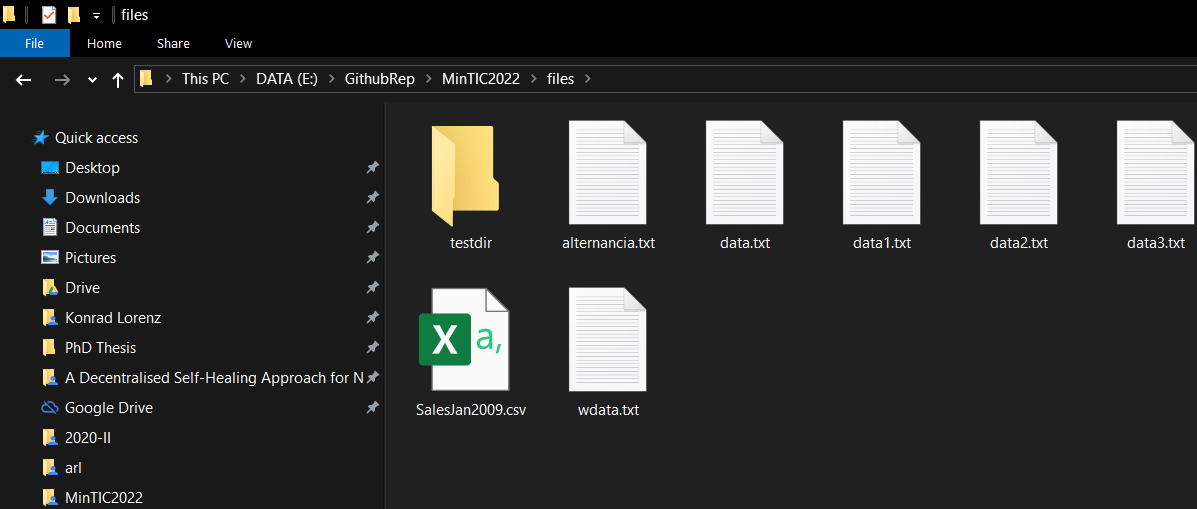 files
File Home Share View
This PC DATA (E:) GithubRep MinTIC2022 files
Quick access
Desktop
Downloads
Documents
Pictures
Drive
Konrad Lorenz
PhD Thesis
A Decentralised Self-Healing Approach for N
Google Drive
2020-II
arl
MinTIC2022
testdir alternancia.txt data.txt data1.txt data2.txt data3.txt
X a,
SalesJan2009.csv wdata.txt